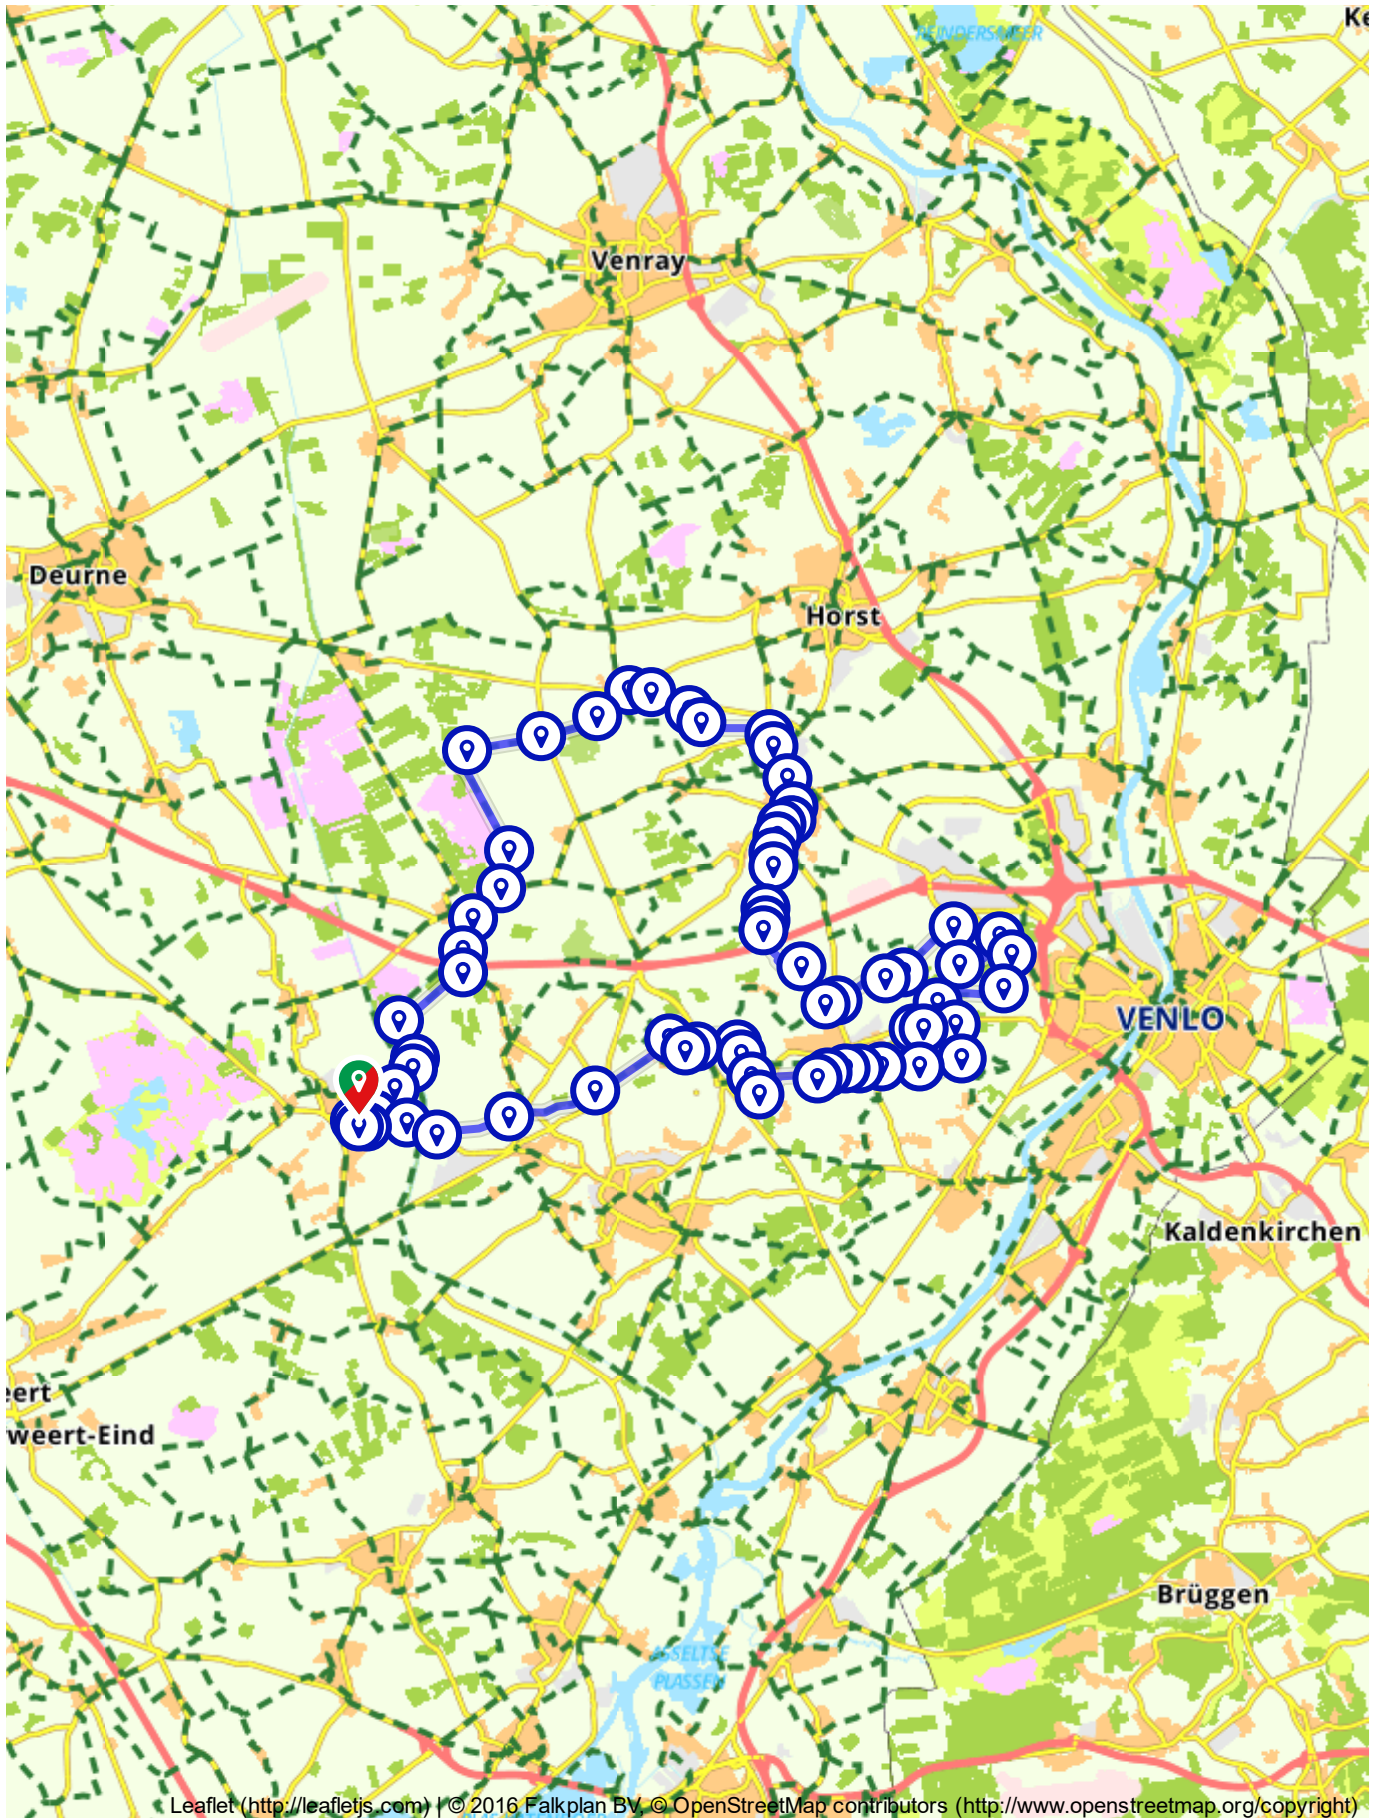 REINDERSMEER
Ke
Venray
Deurne
Horst
VENLO
Kaldenkirchen
eert
weert-Eind
Brüggen
ASSELTSE
PLASSEN
Leaflet (http://leafletjs.com) | © 2016 Falkplan BV, © OpenStreetMap contributors (http://www.openstreetmap.org/copyright)